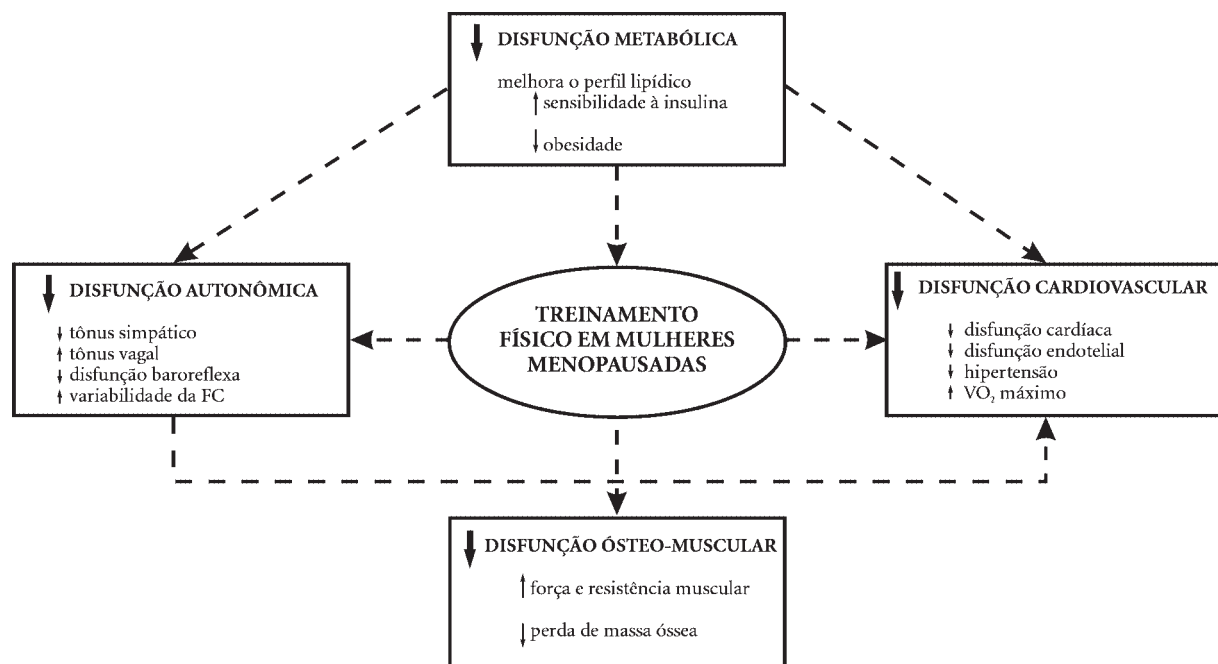 ↓ DISFUNÇÃO METABÓLICA
melhora o perfil lipídico
↑ sensibilidade à insulina
↓ obesidade
↓ DISFUNÇÃO AUTONÔMICA
↓ tônus simpático
↑ tônus vagal
↓ disfunção baroreflexa
↑ variabilidade da FC
TREINAMENTO
FÍSICO EM MULHERES
MENOPAUSADAS
↓ DISFUNÇÃO CARDIOVASCULAR
↓ disfunção cardíaca
↓ disfunção endotelial
↓ hipertensão
↑ VO₂ máximo
↓ DISFUNÇÃO ÓSTEO-MUSCULAR
↑ força e resistência muscular
↓ perda de massa óssea